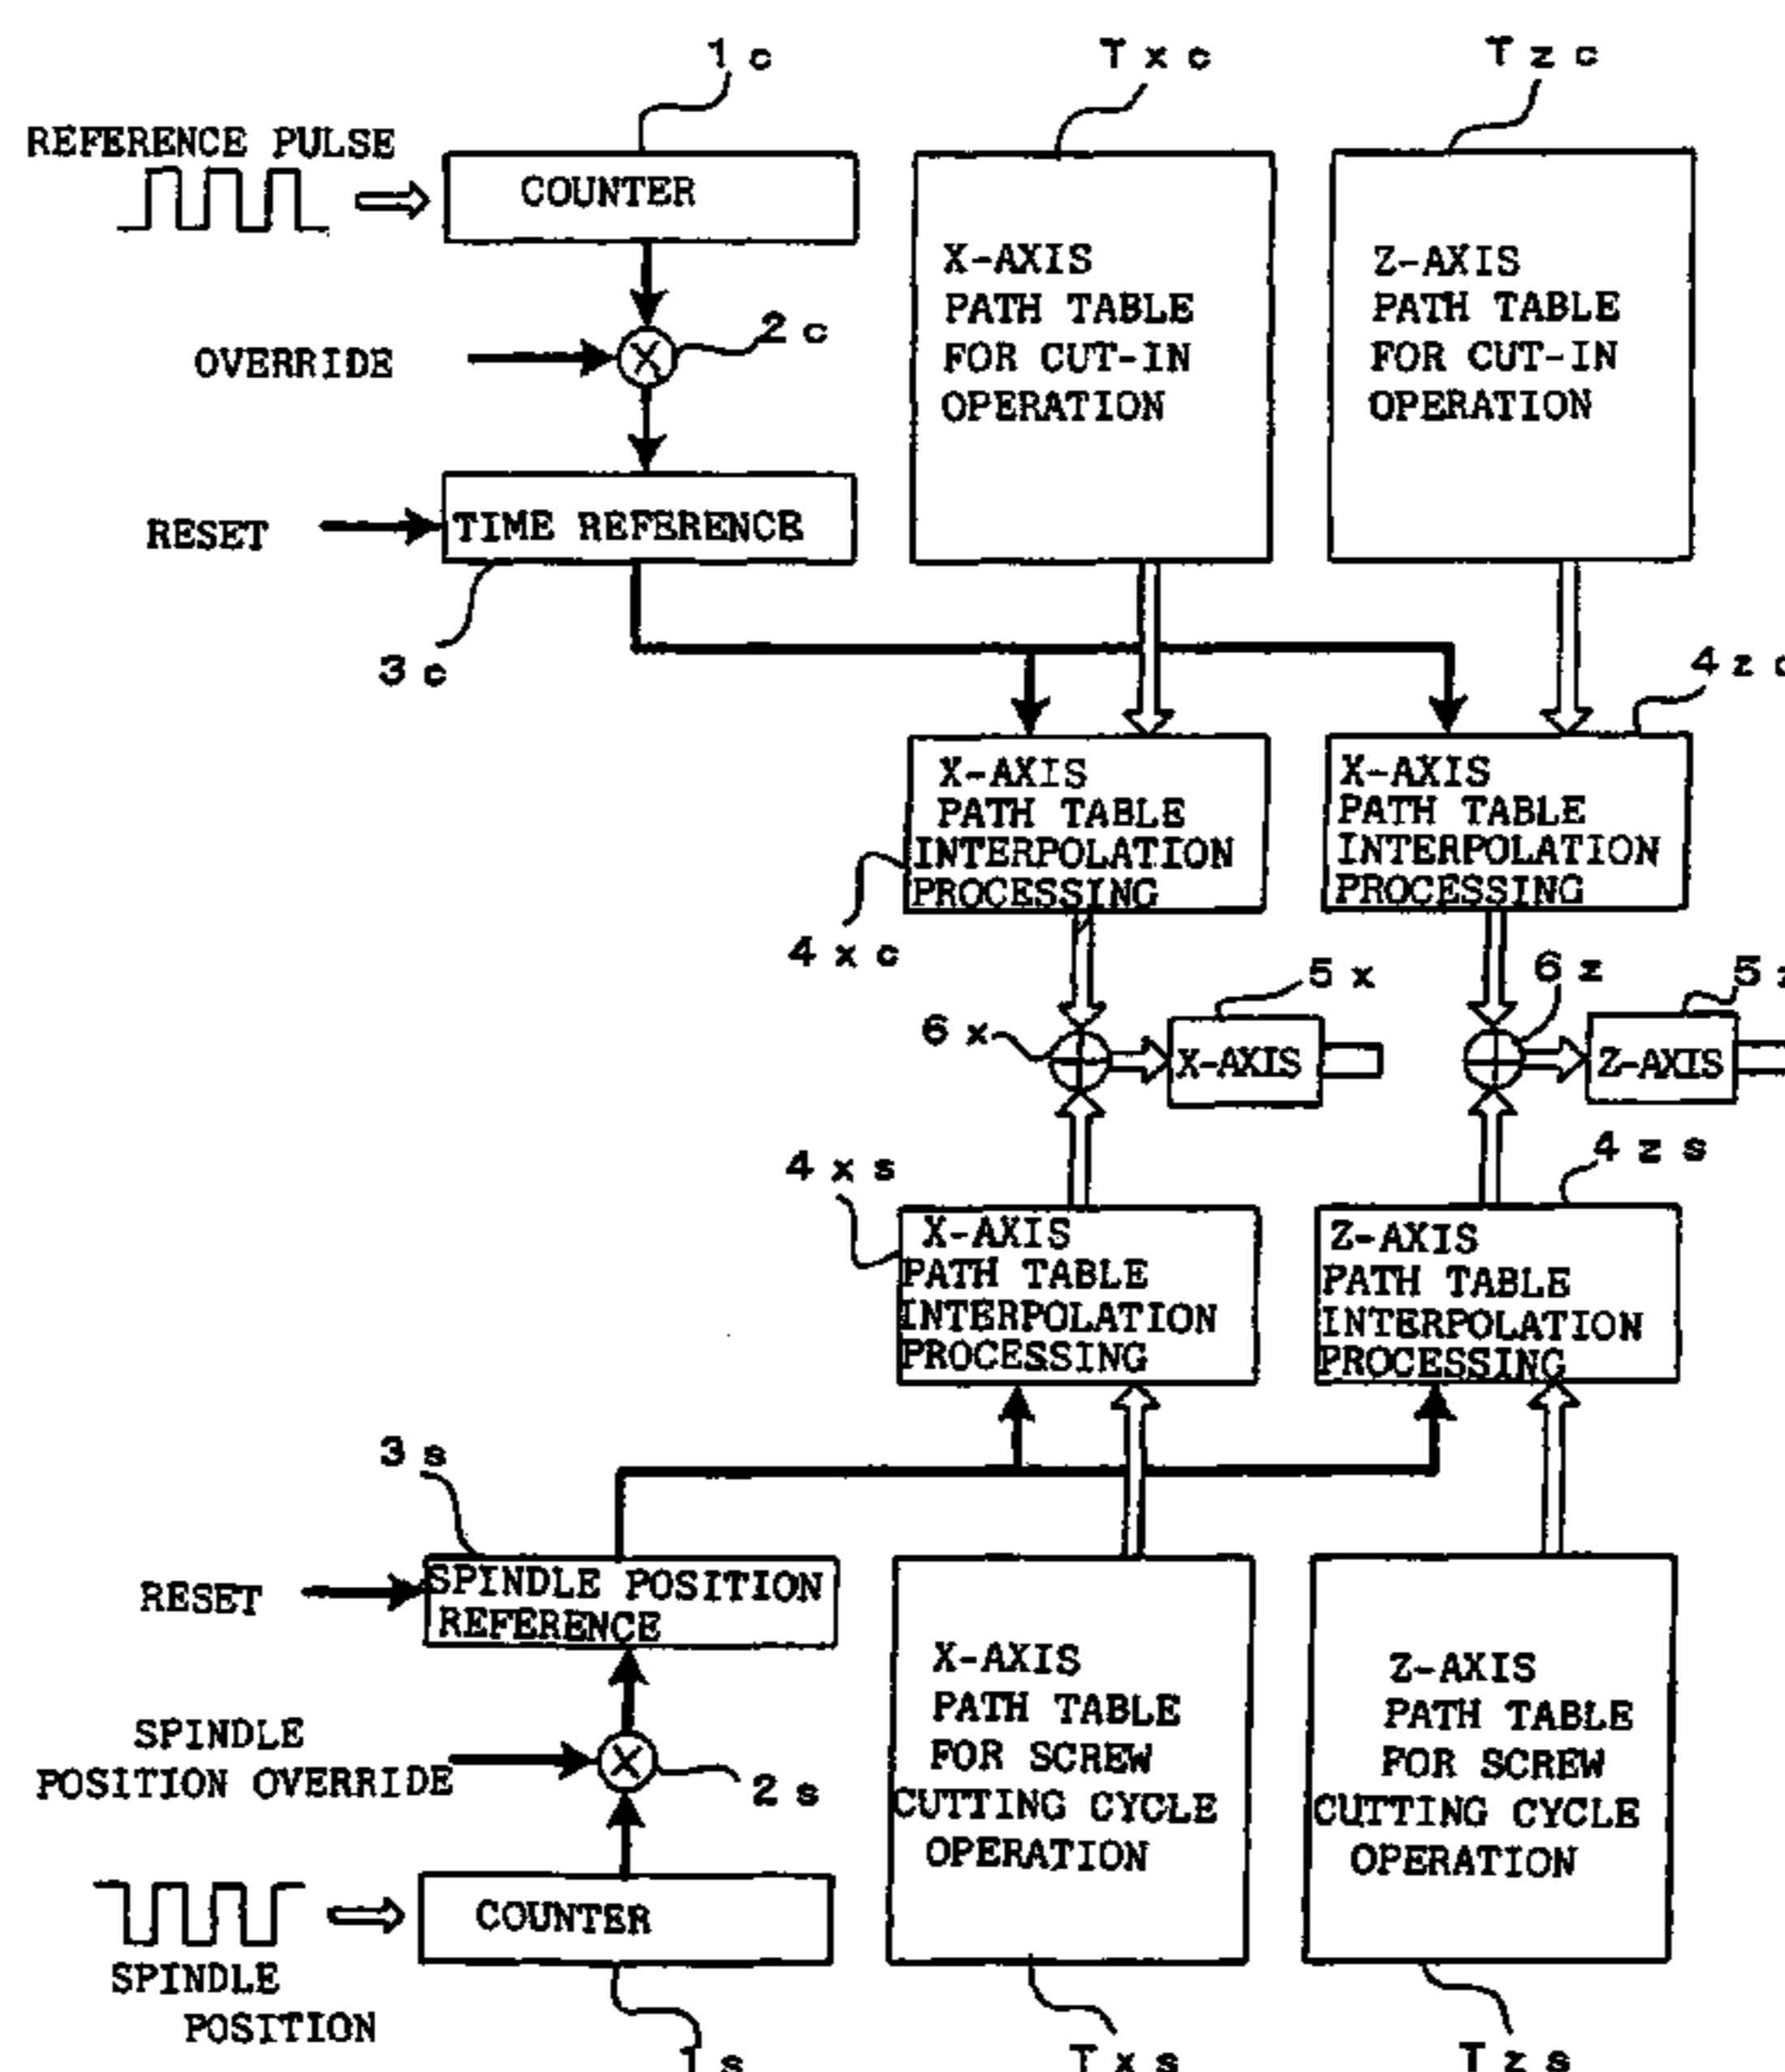 1c
Txc
Tzc
REFERENCE PULSE
COUNTER
X-AXIS
PATH TABLE
FOR CUT-IN
OPERATION
Z-AXIS
PATH TABLE
FOR CUT-IN
OPERATION
2c
OVERRIDE
RESET
TIME REFERENCE
3c
4z
X-AXIS
PATH TABLE
INTERPOLATION
PROCESSING
X-AXIS
PATH TABLE
INTERPOLATION
PROCESSING
4xc
5x
6z
5
6x
X-AXIS
Z-AXIS
4xs
4zs
X-AXIS
PATH TABLE
INTERPOLATION
PROCESSING
Z-AXIS
PATH TABLE
INTERPOLATION
PROCESSING
3s
RESET
SPINDLE POSITION
REFERENCE
X-AXIS
PATH TABLE
FOR SCREW
CUTTING CYCLE
OPERATION
Z-AXIS
PATH TABLE
FOR SCREW
CUTTING CYCLE
OPERATION
SPINDLE
POSITION OVERRIDE
2s
COUNTER
SPINDLE
POSITION
1s
Txs
Tzs